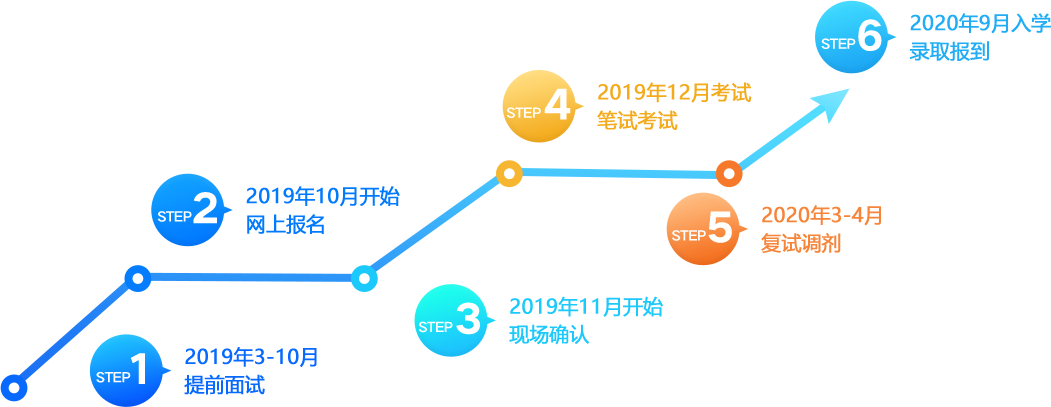 STEP 1
2019年3-10月
提前面试
STEP 2
2019年10月开始
网上报名
STEP 3
2019年11月开始
现场确认
STEP 4
2019年12月考试
笔试考试
STEP 5
2020年3-4月
复试调剂
STEP 6
2020年9月入学
录取报到